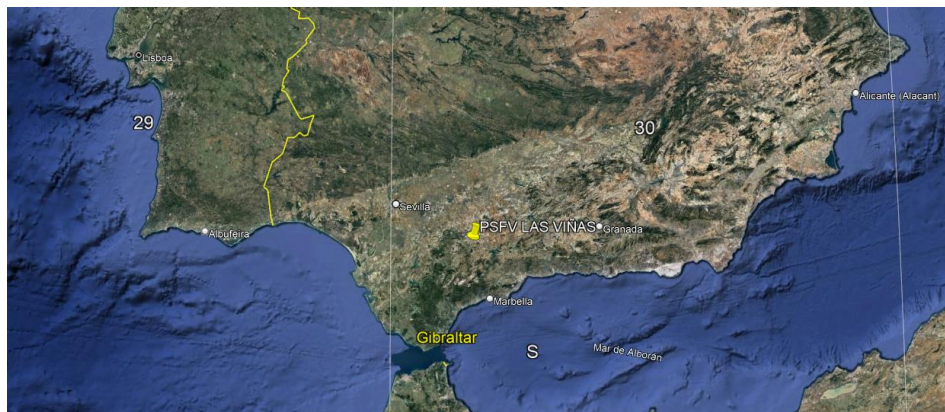 Lisboa
Alicante (Alacant)
29
30
Sevilla
PSFV LAS VIÑAS
Granada
Albufeira
Marbella
Gibraltar
S
Mar de Alborán